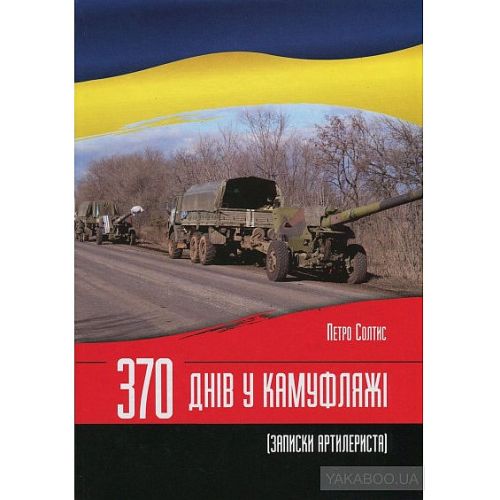 Петро Солтис
370 днів у камуфляжі
(записки артилериста)
YAKABOO.UA